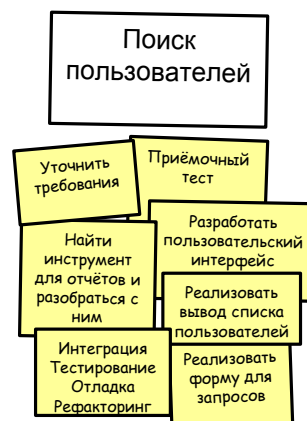 Поиск
пользователей
Уточнить
требования
Приёмочный
тест
Найти
инструмент
для отчётов и
разобраться с
ним
Разработать
пользовательский
интерфейс
Реализовать
вывод списка
пользователей
Интеграция
Тестирование
Отладка
Рефакторинг
Реализовать
форму для
запросов